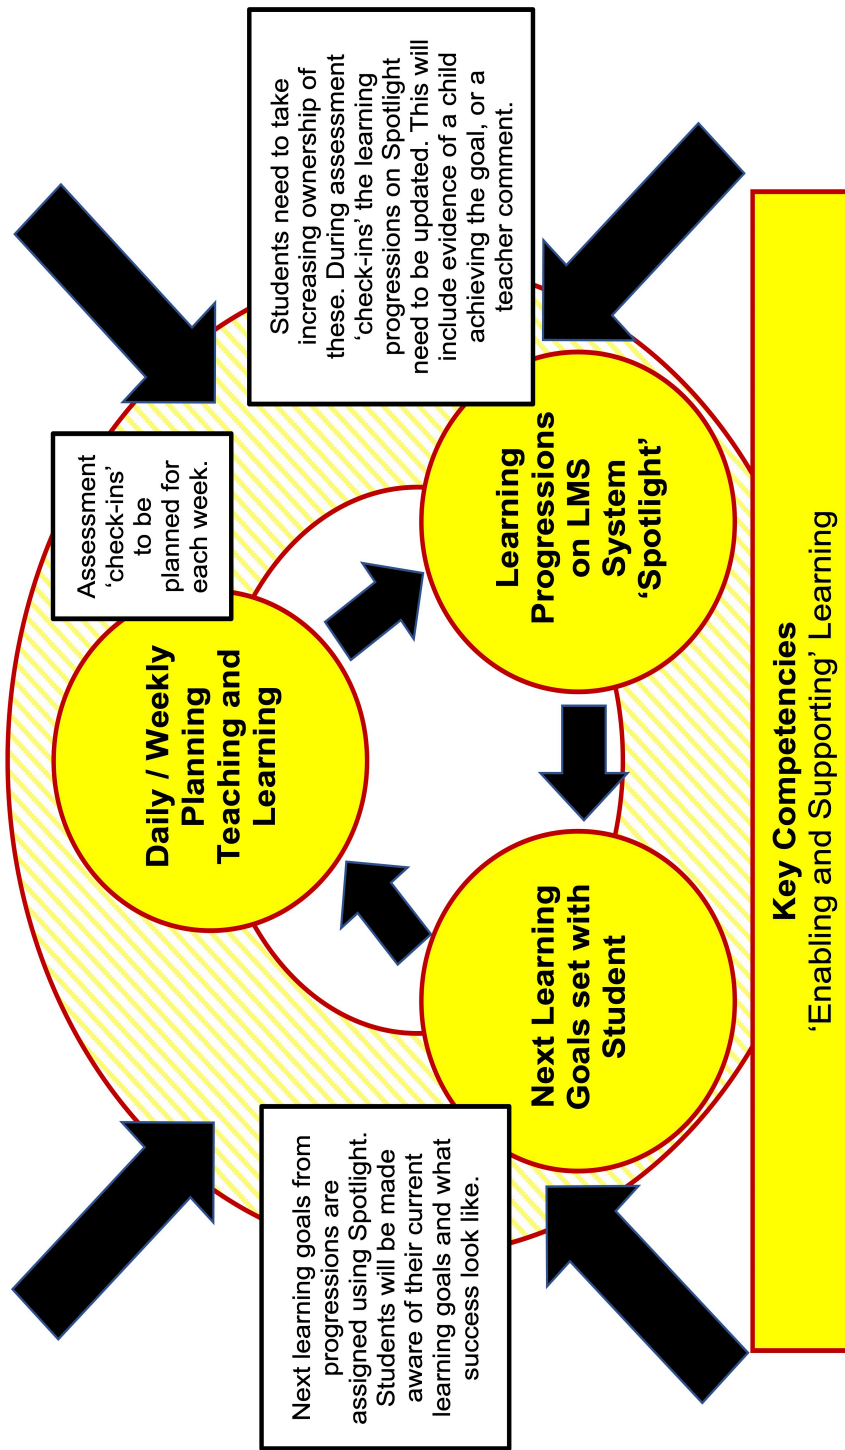 Daily / Weekly
Planning
Teaching and
Learning
Assessment
‘check-ins’
to be
planned for
each week.
Students need to take
increasing ownership of
these. During assessment
‘check-ins’ the learning
progressions on Spotlight
need to be updated. This will
include evidence of a child
achieving the goal, or a
teacher comment.
Learning
Progressions
on LMS
System
‘Spotlight’
Next Learning
Goals set with
Student
Next learning goals from
progressions are
assigned using Spotlight.
Students will be made
aware of their current
learning goals and what
success look like.
Key Competencies
‘Enabling and Supporting’ Learning